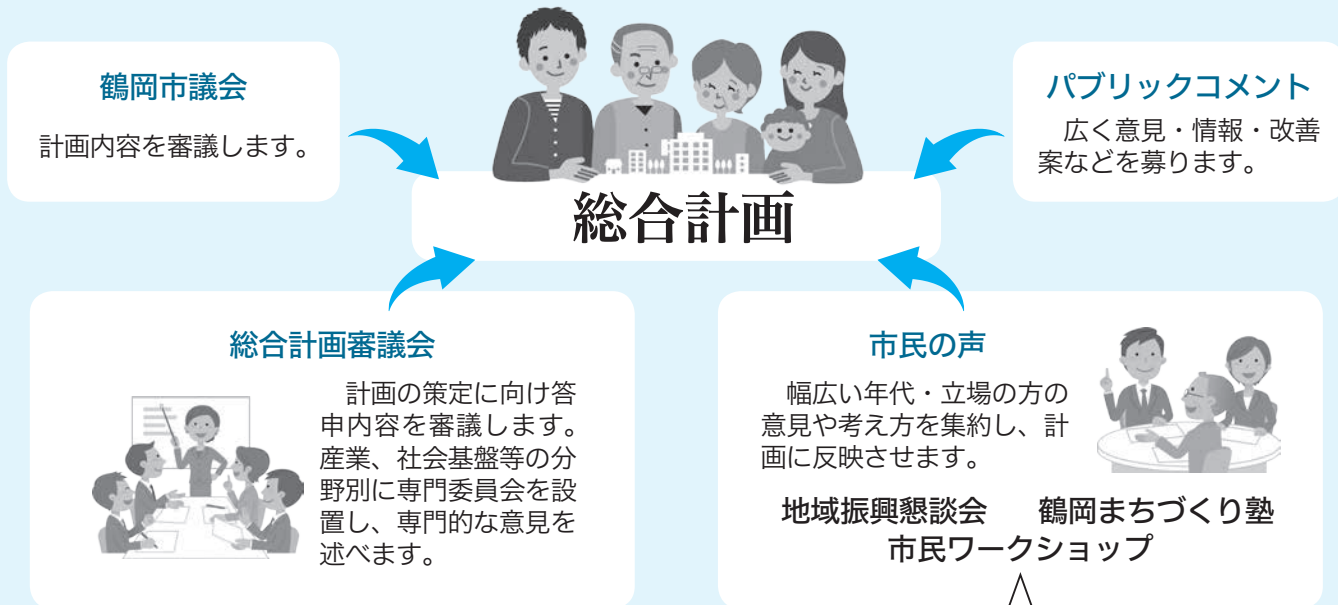 鶴岡市議会
計画内容を審議します。
パブリックコメント
広く意見・情報・改善
案などを募ります。
総合計画
総合計画審議会
計画の策定に向け答
申内容を審議します。
産業、社会基盤等の分
野別に専門委員会を設
置し、専門的な意見を
述べます。
市民の声
幅広い年代・立場の方の
意見や考え方を集約し、計
画に反映させます。
地域振興懇談会　鶴岡まちづくり塾
市民ワークショップ